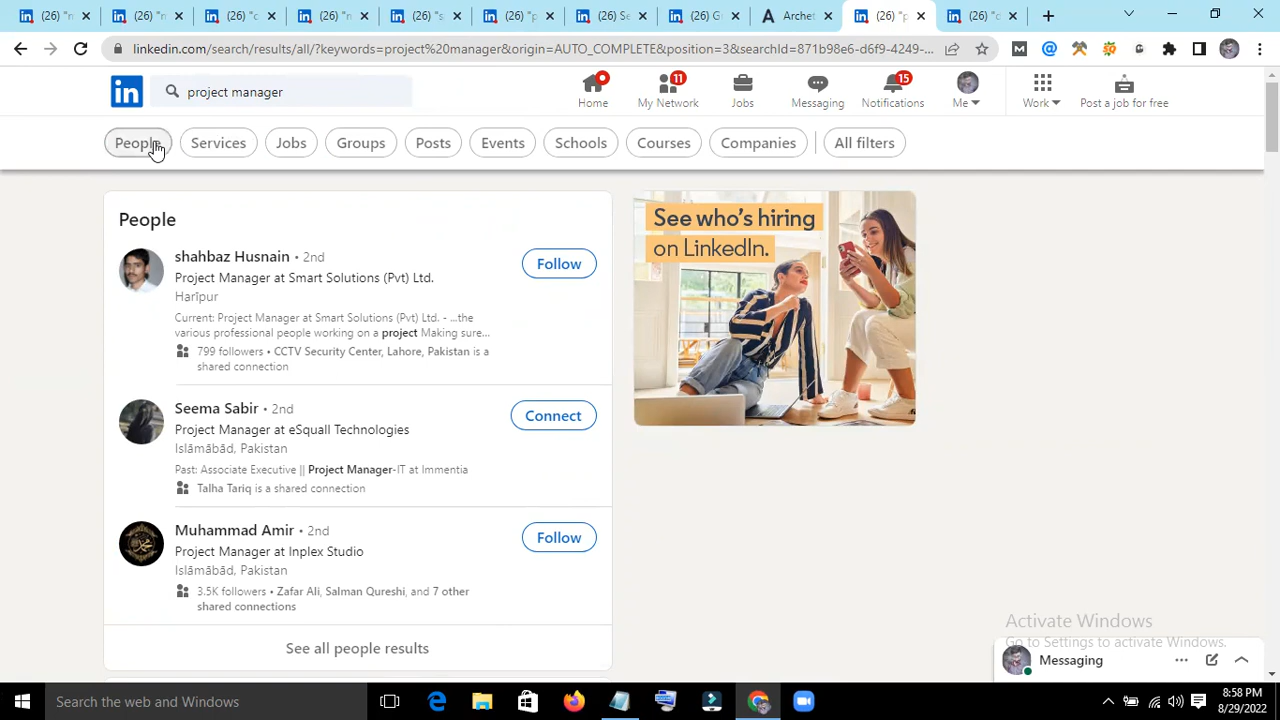 (26) "n
(26) "n
(26) "c
(26) "n
(26) "s
(26) "p
(26) Se
(26) G
Archet
(26) "p
(26) "c
linkedin.com/search/results/all/?keywords=project%20manager&origin=AUTO_COMPLETE&position=3&searchId=871b98e6-d6f9-4249-...
in
project manager
Home
11
My Network
Jobs
Messaging
15
Notifications
Me
Work
Post a job for free
People
Services
Jobs
Groups
Posts
Events
Schools
Courses
Companies
All filters
People
shahbaz Husnain • 2nd
Follow
Project Manager at Smart Solutions (Pvt) Ltd.
Harīpur
Current: Project Manager at Smart Solutions (Pvt) Ltd. - ...the
various professional people working on a project Making sure...
799 followers • CCTV Security Center, Lahore, Pakistan is a
shared connection
Seema Sabir • 2nd
Connect
Project Manager at eSquall Technologies
Islāmābād, Pakistan
Past: Associate Executive || Project Manager-IT at Immentia
Talha Tariq is a shared connection
Muhammad Amir • 2nd
Follow
Project Manager at Inplex Studio
Islāmābād, Pakistan
3.5K followers • Zafar Ali, Salman Qureshi, and 7 other
shared connections
See all people results
See who's hiring
on LinkedIn.
Activate Windows
Go to Settings to activate Windows.
Messaging
Search the web and Windows
8:58 PM
8/29/2022